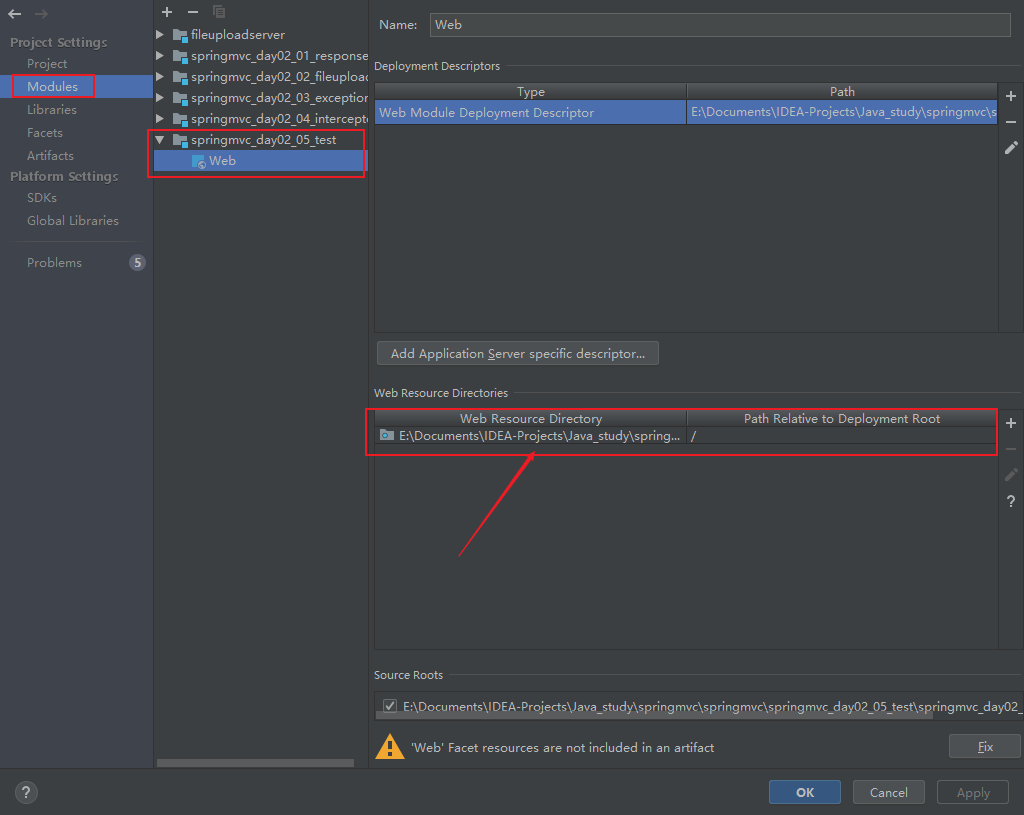 Project Settings
Project
Modules
Libraries
Facets
Artifacts
Platform Settings
SDKs
Global Libraries
Problems 5
fileuploadserver
springmvc_day02_01_response
springmvc_day02_02_fileupload
springmvc_day02_03_exception
springmvc_day02_04_intercept
springmvc_day02_05_test
Web
Name: Web
Deployment Descriptors
Type Path
Web Module Deployment Descriptor E:\Documents\IDEA-Projects\Java_study\springmvc\s
Add Application Server specific descriptor...
Web Resource Directories
Web Resource Directory Path Relative to Deployment Root
E:\Documents\IDEA-Projects\Java_study\spring... /
?
Source Roots
E:\Documents\IDEA-Projects\Java_study\springmvc\springmvc\springmvc_day02_05_test\springmvc_day02_
'Web' Facet resources are not included in an artifact Fix
? OK Cancel Apply